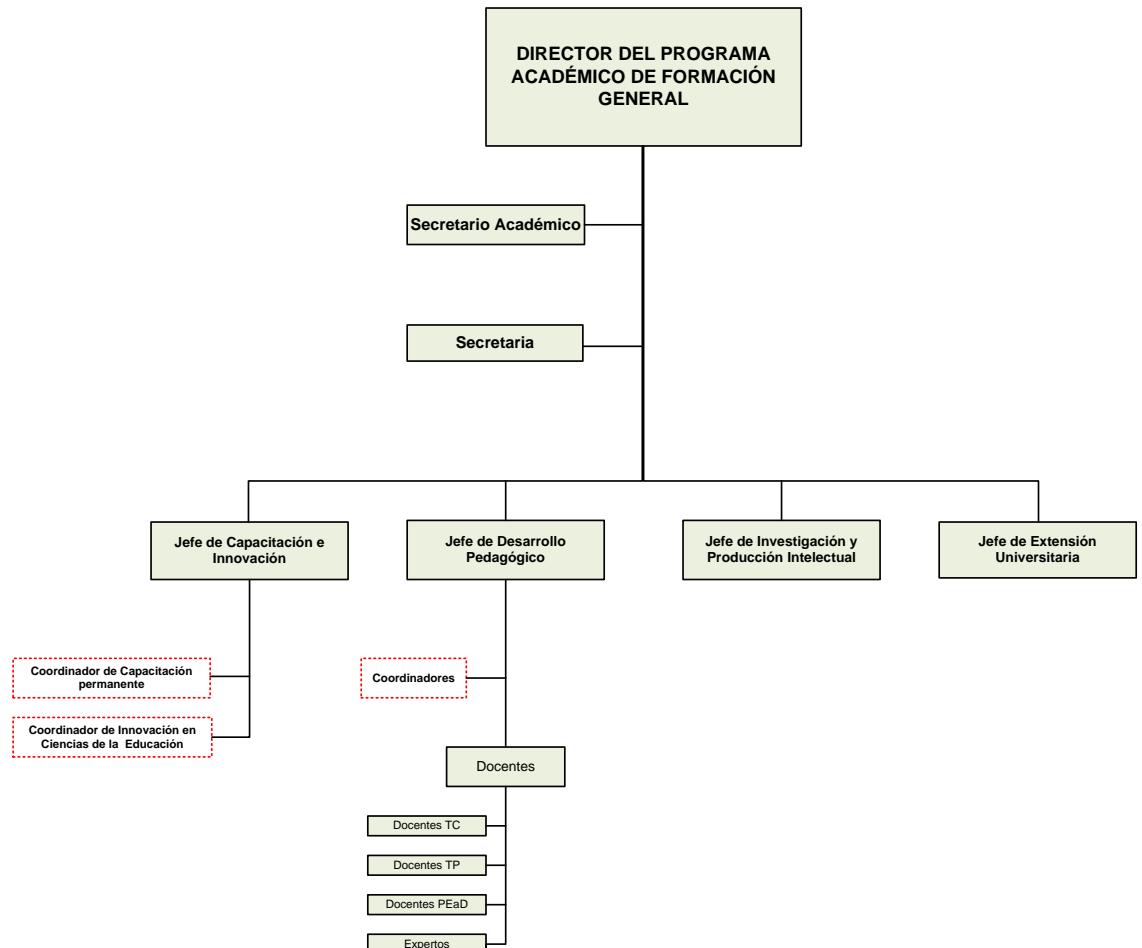 DIRECTOR DEL PROGRAMA
ACADÉMICO DE FORMACIÓN
GENERAL
Secretario Académico
Secretaria
Jefe de Capacitación e
Innovación
Jefe de Desarrollo
Pedagógico
Jefe de Investigación y
Producción Intelectual
Jefe de Extensión
Universitaria
Coordinador de Capacitación
permanente
Coordinadores
Coordinador de Innovación en
Ciencias de la Educación
Docentes
Docentes TC
Docentes TP
Docentes PEaD
Expertos